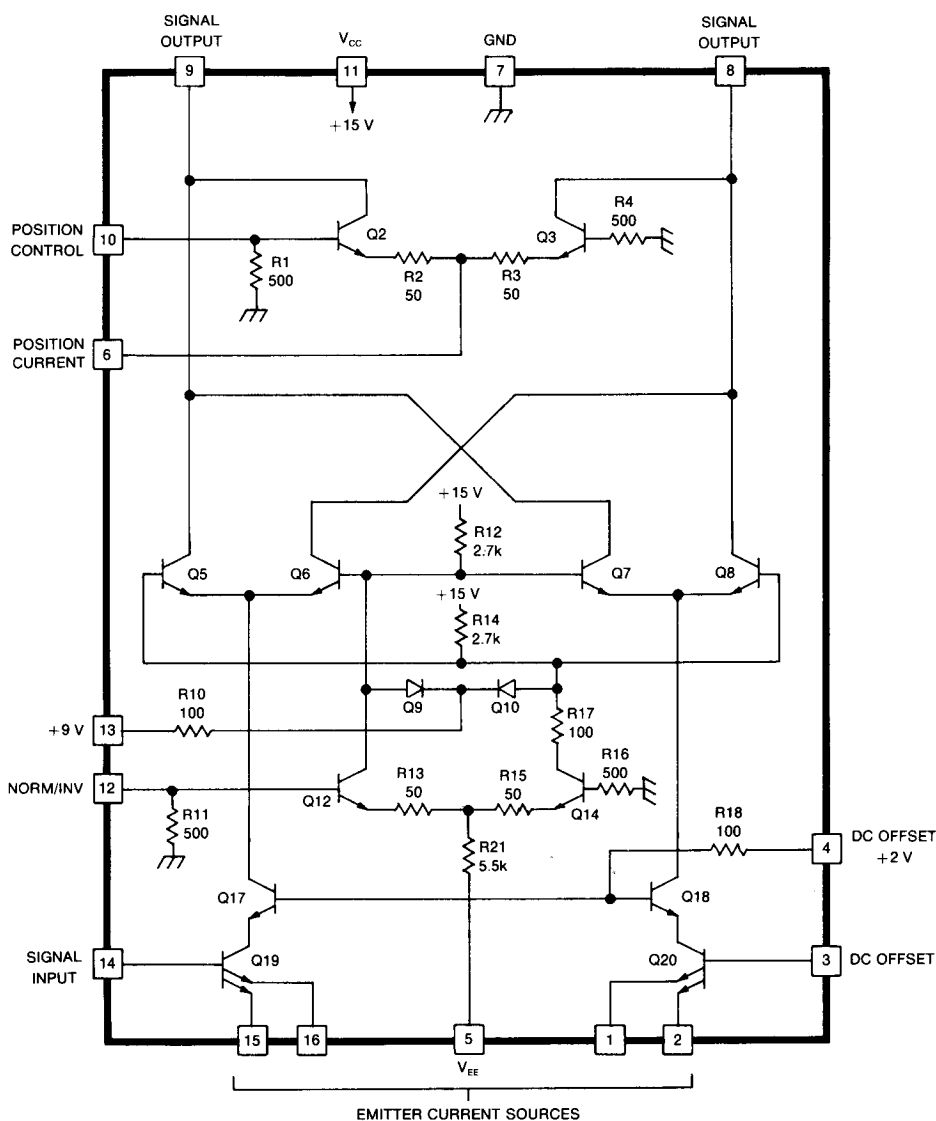 SIGNAL
OUTPUT
V_CC
GND
SIGNAL
OUTPUT
9
11
7
8
+15 V
POSITION
CONTROL
10
Q2
Q3
R4
500
R1
500
R2
50
R3
50
POSITION
CURRENT
6
+15 V
R12
2.7k
Q5
Q6
Q7
Q8
+15 V
R14
2.7k
R10
100
Q9
Q10
R17
100
+9 V
13
R16
500
NORM/INV
12
R13
50
R15
50
Q12
Q14
R11
500
R18
100
R21
5.5k
4
DC OFFSET
+2 V
Q17
Q18
SIGNAL
INPUT
14
Q19
Q20
3
DC OFFSET
15
16
5
1
2
V_EE
EMITTER CURRENT SOURCES